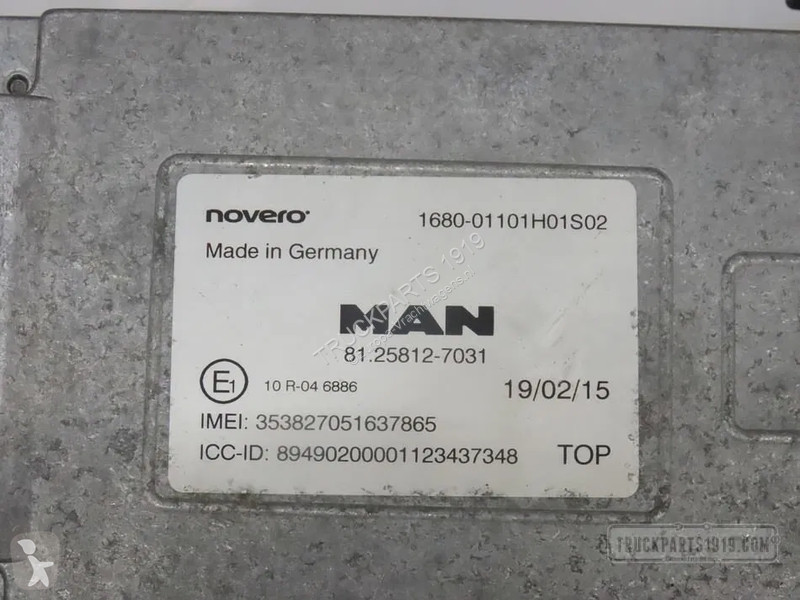 novero
1680-01101H01S02
Made in Germany
TRUCKPARTS 1919
MAN
81.25812-7031
E1
10 R-04 6886
19/02/15
IMEI: 353827051637865
ICC-ID: 89490200001123437348
TOP
TRUCKPARTS1919.COM